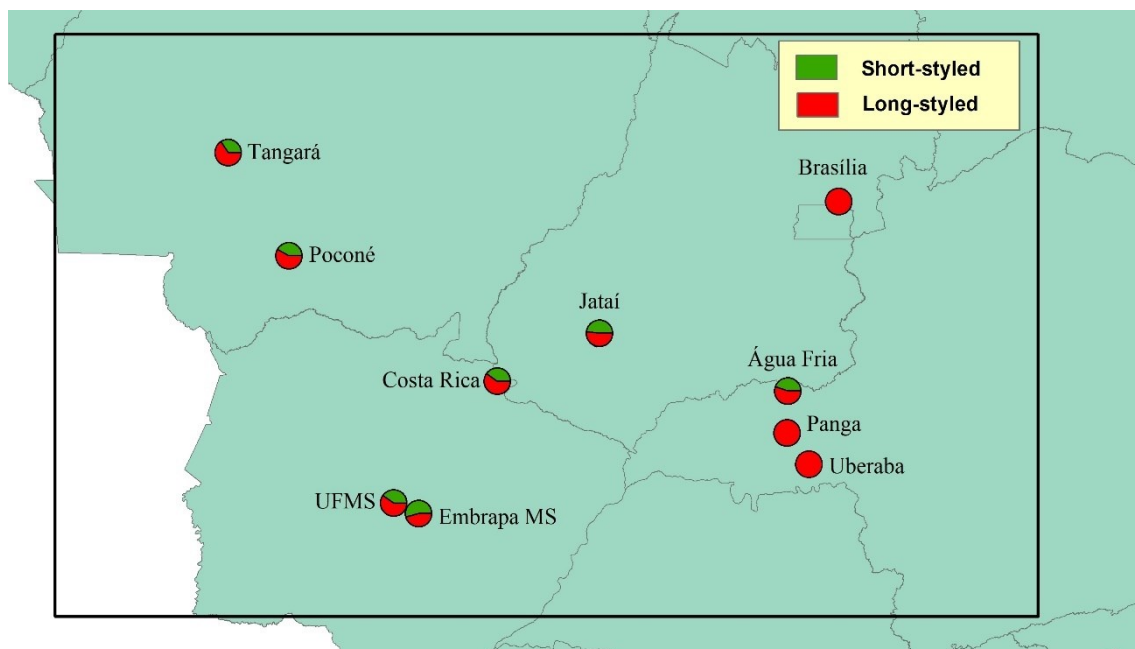 Short-styled
Long-styled
Tangará
Brasília
Poconé
Jataí
Água Fria
Costa Rica
Panga
Uberaba
UFMS
Embrapa MS